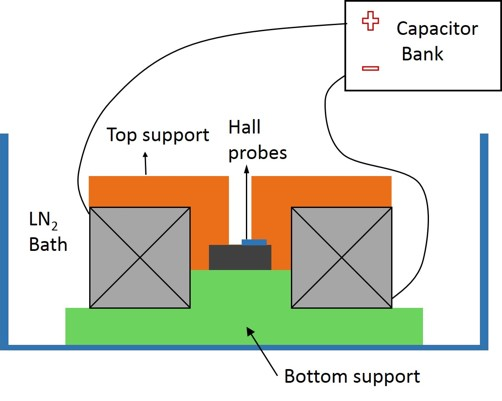 +
Capacitor
Bank
−
Hall
probes
Top support
LN₂
Bath
Bottom support